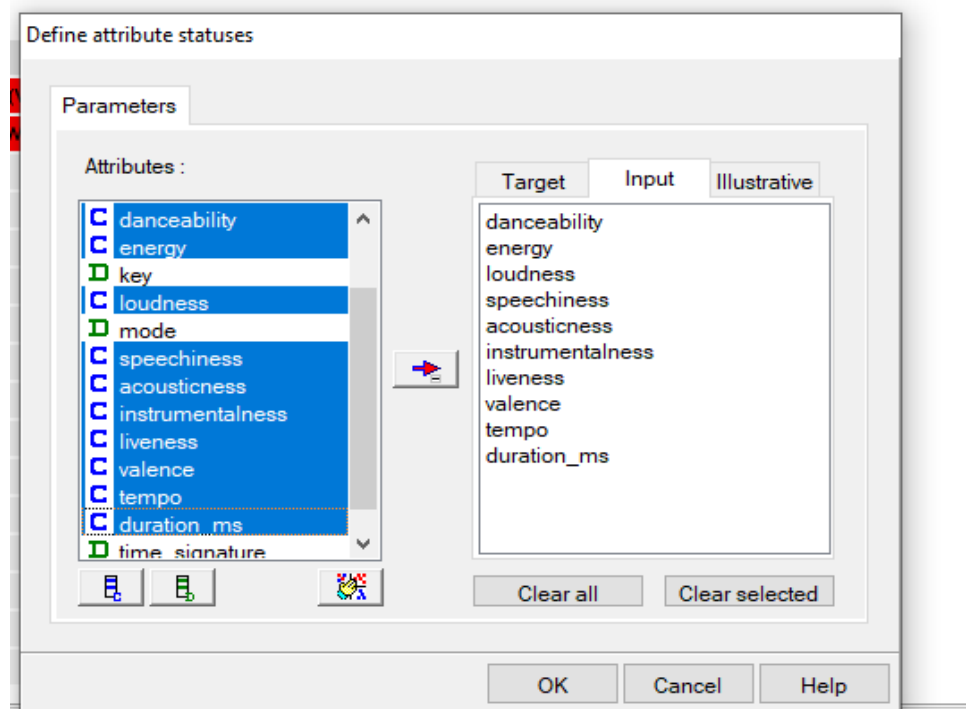 Define attribute statuses
Parameters
Attributes :
C danceability
C energy
D key
C loudness
D mode
C speechiness
C acousticness
C instrumentalness
C liveness
C valence
C tempo
C duration_ms
D time_signature
Target Input Illustrative
danceability
energy
loudness
speechiness
acousticness
instrumentalness
liveness
valence
tempo
duration_ms
Clear all Clear selected
OK Cancel Help